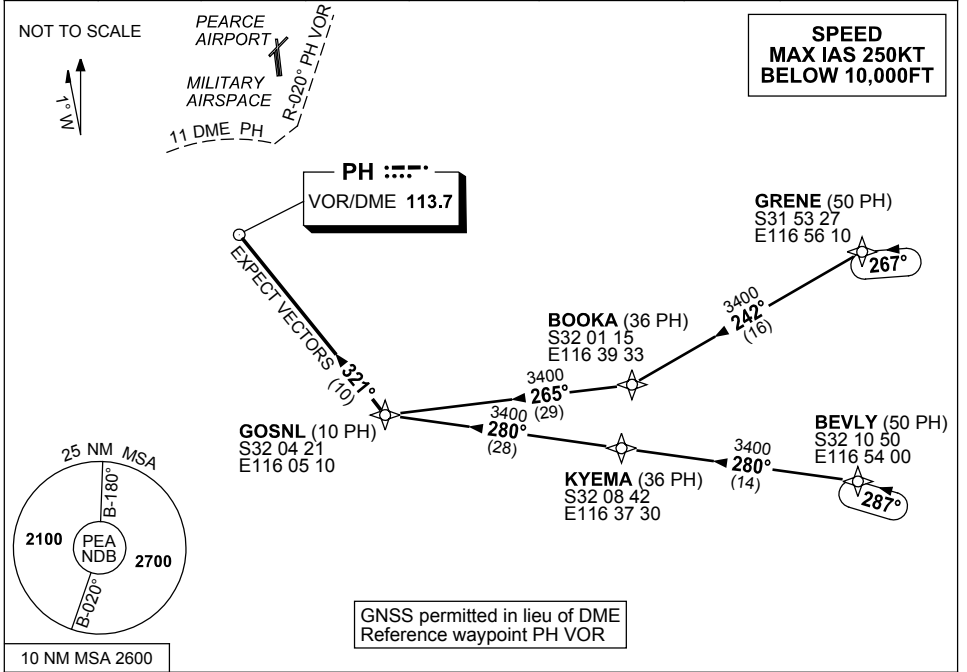 NOT TO SCALE
1° W
PEARCE
AIRPORT
MILITARY
AIRSPACE
R-020° PH VOR
11 DME PH
SPEED
MAX IAS 250KT
BELOW 10,000FT
PH
VOR/DME 113.7
GRENE (50 PH)
S31 53 27
E116 56 10
267°
3400
242°
(16)
BOOKA (36 PH)
S32 01 15
E116 39 33
EXPECT VECTORS
321°
(10)
3400
265°
(29)
GOSNL (10 PH)
S32 04 21
E116 05 10
3400
280°
(28)
KYEMA (36 PH)
S32 08 42
E116 37 30
3400
280°
(14)
BEVLY (50 PH)
S32 10 50
E116 54 00
287°
25 NM MSA
B-180°
2100
PEA
NDB
2700
B-020°
10 NM MSA 2600
GNSS permitted in lieu of DME
Reference waypoint PH VOR